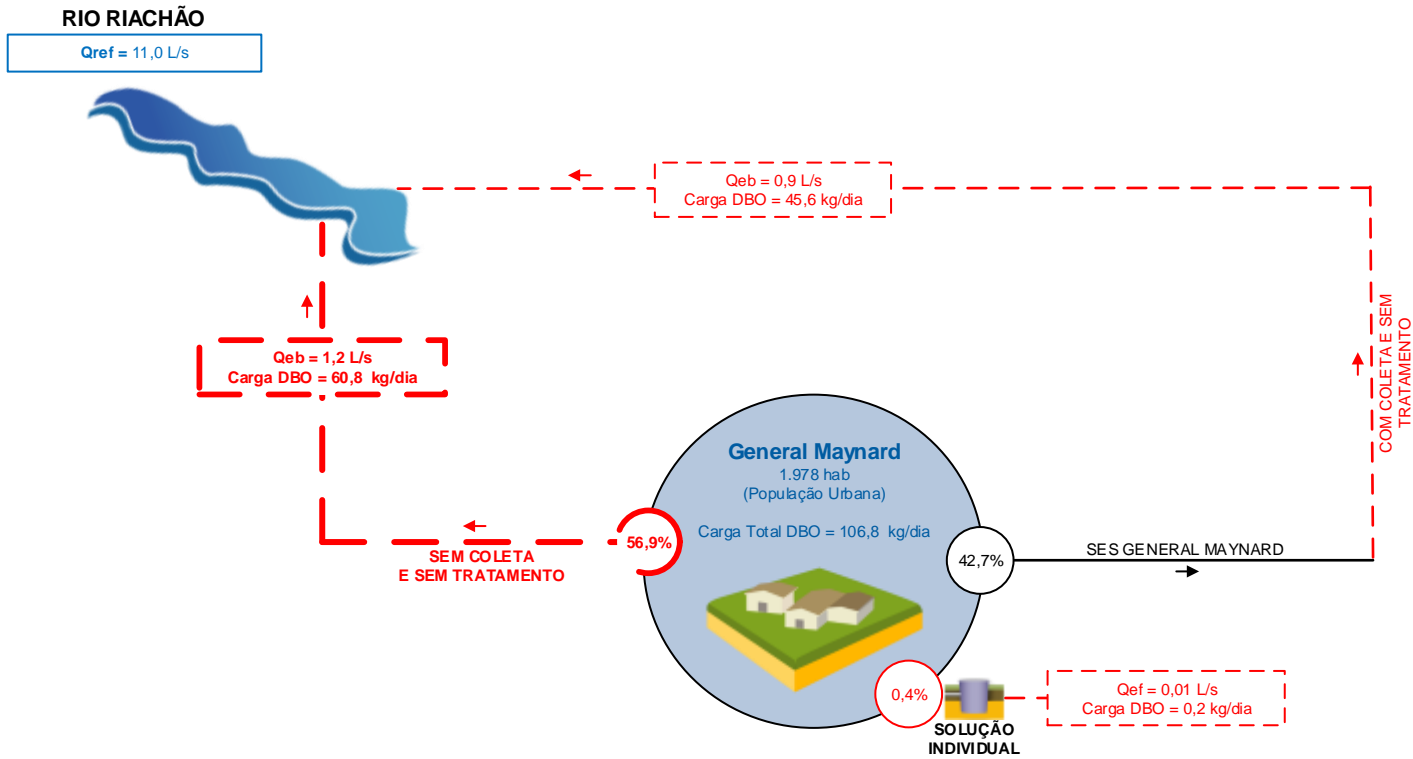 RIO RIACHÃO
Qref = 11,0 L/s
Qeb = 0,9 L/s
Carga DBO = 45,6 kg/dia
COM COLETA E SEM
TRATAMENTO
Qeb = 1,2 L/s
Carga DBO = 60,8 kg/dia
General Maynard
1.978 hab
(População Urbana)
Carga Total DBO = 106,8 kg/dia
56,9%
SEM COLETA
E SEM TRATAMENTO
42,7%
SES GENERAL MAYNARD
0,4%
SOLUÇÃO
INDIVIDUAL
Qef = 0,01 L/s
Carga DBO = 0,2 kg/dia